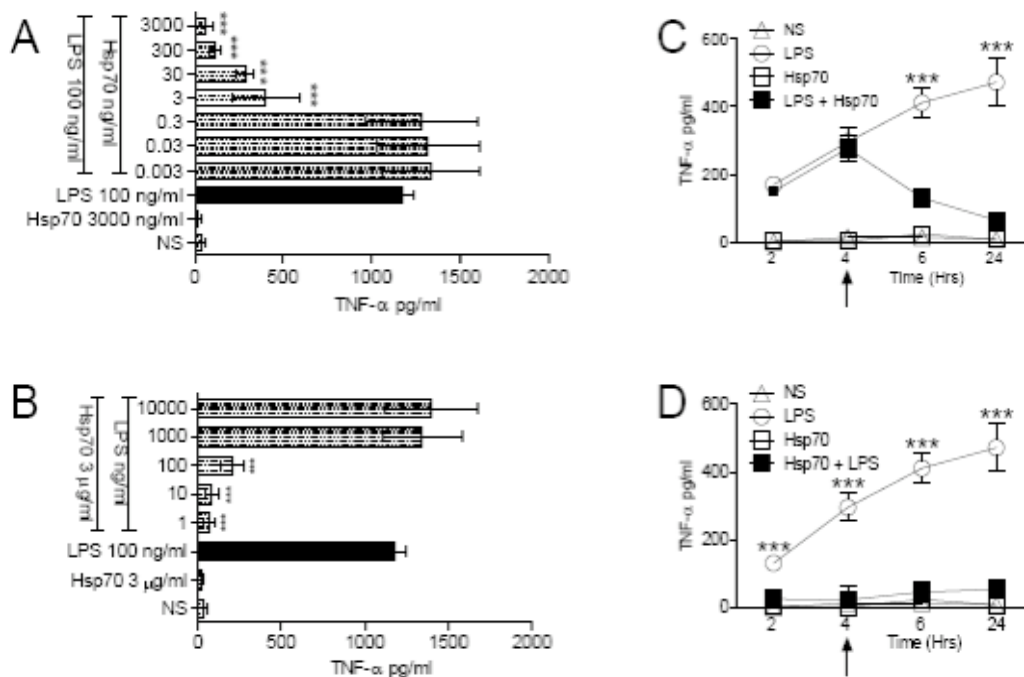 A
LPS 100 ng/ml
Hsp70 ng/ml
3000 ***
300 ***
30 ***
3 ***
0.3
0.03
0.003
LPS 100 ng/ml
Hsp70 3000 ng/ml
NS
0 500 1000 1500 2000
TNF-α pg/ml
B
Hsp70 3 μg/ml
LPS ng/ml
10000
1000
100 ***
10 ***
1 ***
LPS 100 ng/ml
Hsp70 3 μg/ml
NS
0 500 1000 1500 2000
TNF-α pg/ml
C
NS
LPS
Hsp70
LPS + Hsp70
TNF-α pg/ml
600
400
200
0
*** ***
2 4 6 24
Time (Hrs)
D
NS
LPS
Hsp70
Hsp70 + LPS
TNF-α pg/ml
600
400
200
0
*** *** *** ***
2 4 6 24
Time (Hrs)